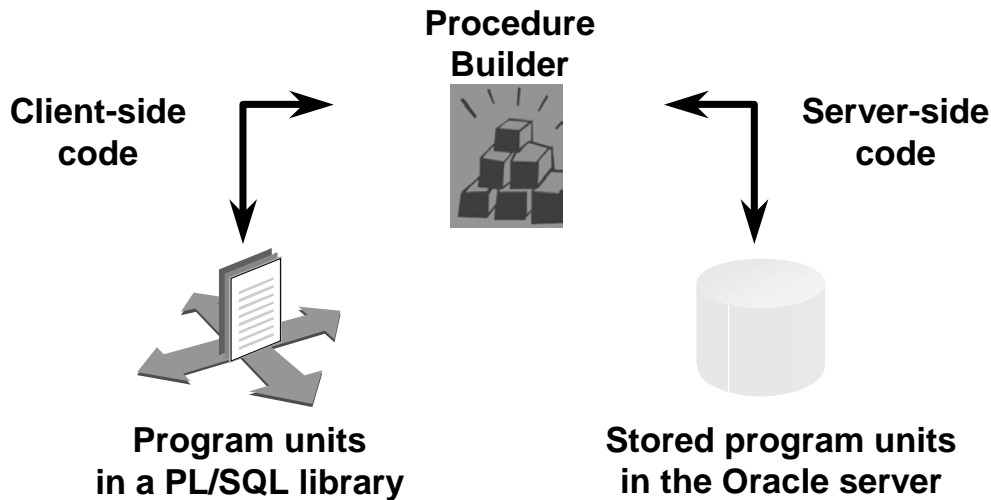 Procedure
Builder
Client-side
code
Server-side
code
Program units
in a PL/SQL library
Stored program units
in the Oracle server